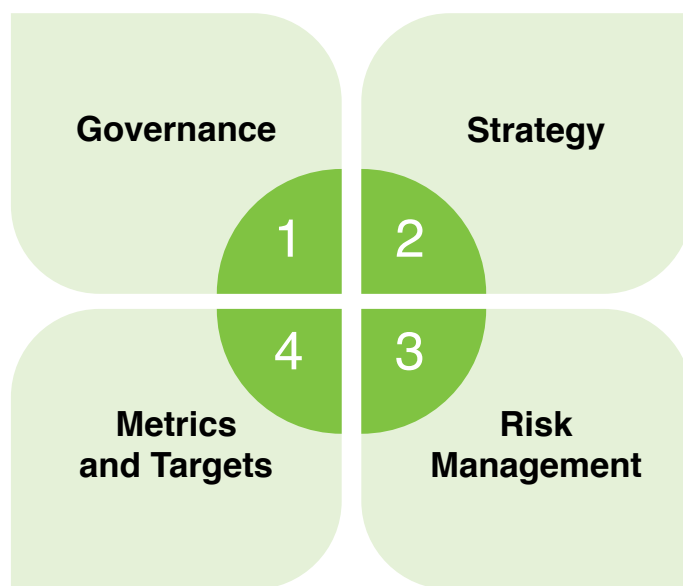 Governance
Strategy
1
2
4
3
Metrics
and Targets
Risk
Management